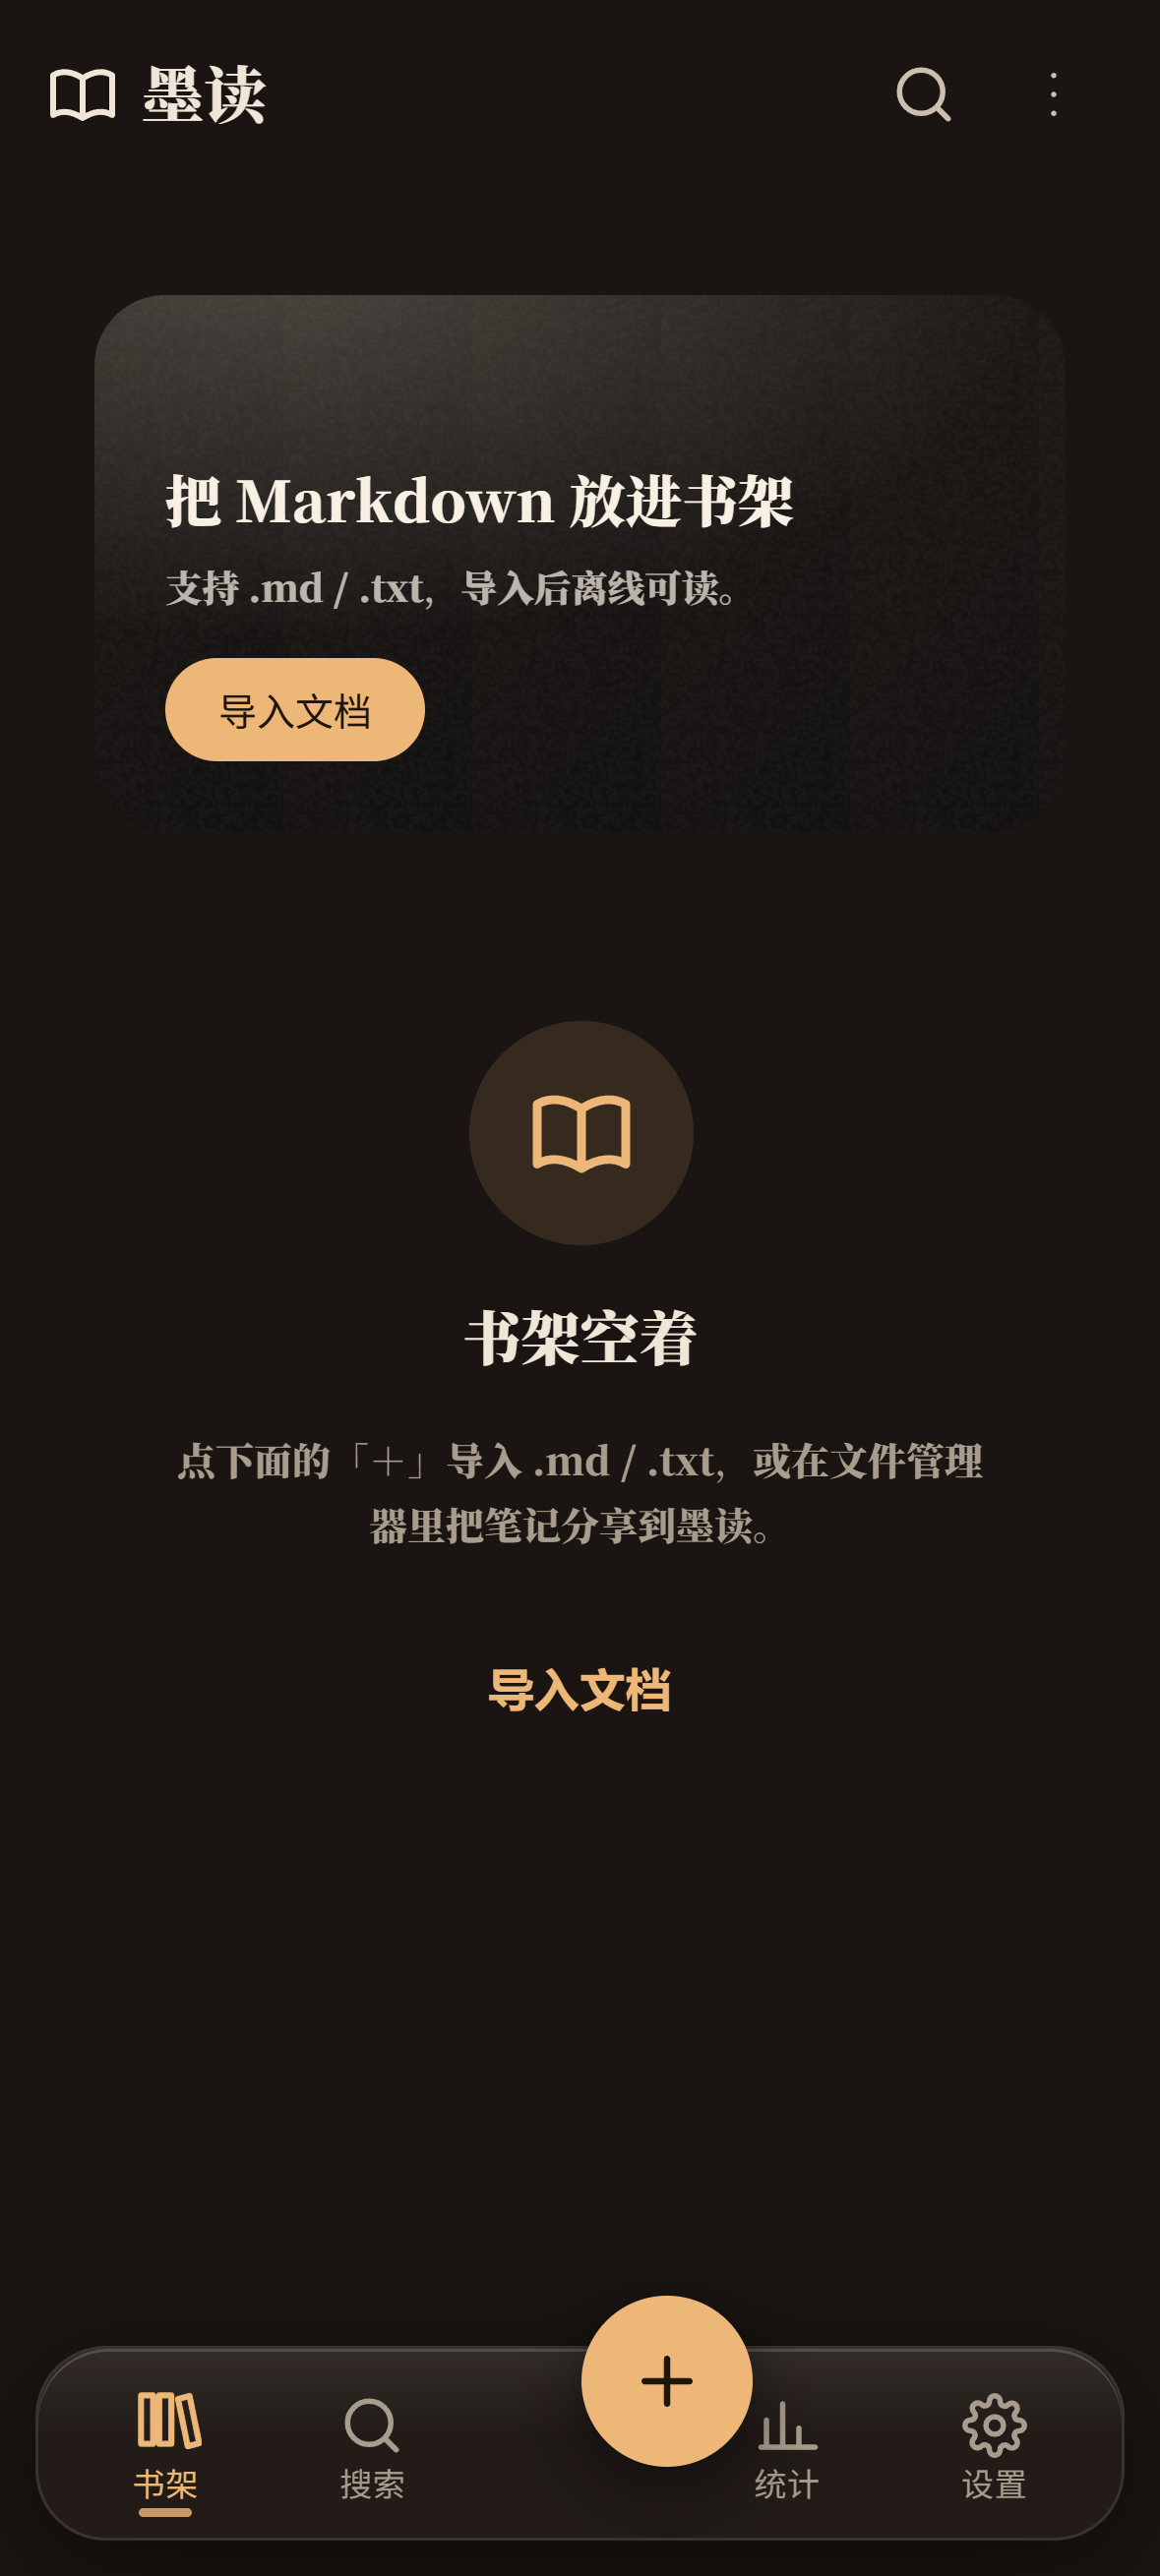 墨读
把 Markdown 放进书架
支持 .md / .txt，导入后离线可读。
导入文档
书架空着
点下面的「＋」导入 .md / .txt，或在文件管理
器里把笔记分享到墨读。
导入文档
书架
搜索
统计
设置